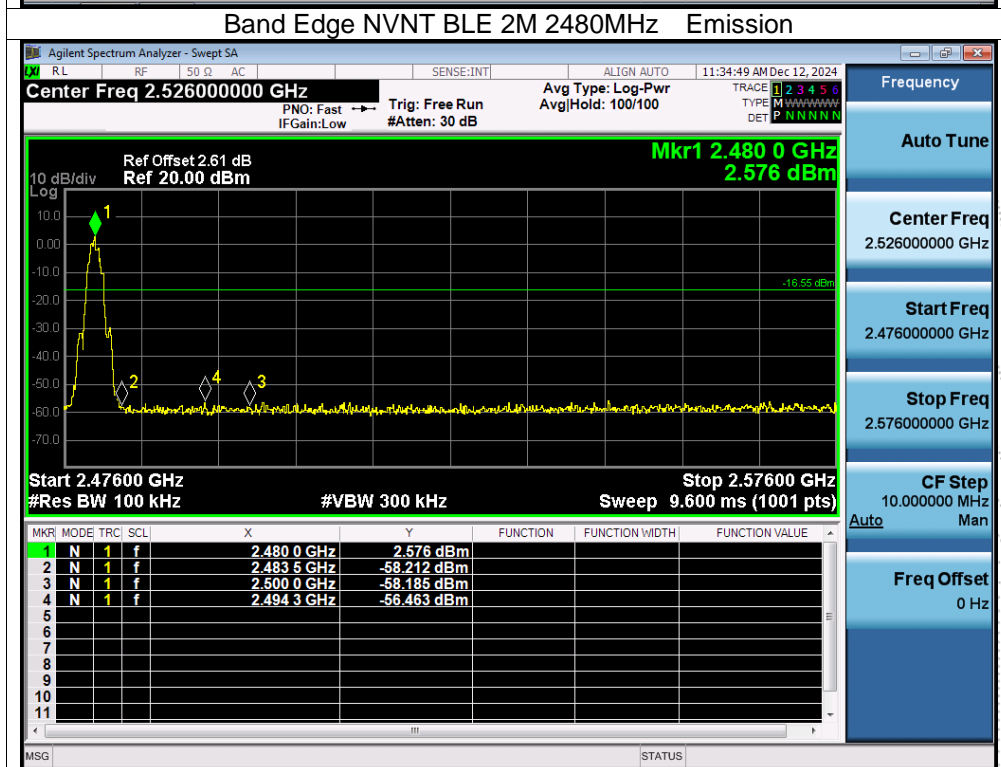 Band Edge NVNT BLE 2M 2480MHz Emission
Agilent Spectrum Analyzer - Swept SA
LXI RL RF 50 Ω AC SENSE:INT ALIGN AUTO 11:34:49 AM Dec 12, 2024
Center Freq 2.526000000 GHz
PNO: Fast
IFGain:Low
Trig: Free Run
#Atten: 30 dB
Avg Type: Log-Pwr
Avg|Hold: 100/100
TRACE 1 2 3 4 5 6
TYPE M WWWWW
DET P N N N N N
Mkr1 2.480 0 GHz
2.576 dBm
Ref Offset 2.61 dB
10 dB/div Ref 20.00 dBm
Log
10.0
0.00
-10.0
-20.0
-30.0
-40.0
-50.0
-60.0
-70.0
1
2
4
3
-16.55 dBm
Start 2.47600 GHz Stop 2.57600 GHz
#Res BW 100 kHz #VBW 300 kHz Sweep 9.600 ms (1001 pts)
MKR MODE TRC SCL X Y FUNCTION FUNCTION WIDTH FUNCTION VALUE
1 N 1 f 2.480 0 GHz 2.576 dBm
2 N 1 f 2.483 5 GHz -58.212 dBm
3 N 1 f 2.500 0 GHz -58.185 dBm
4 N 1 f 2.494 3 GHz -56.463 dBm
5
6
7
8
9
10
11
MSG STATUS
Frequency
Auto Tune
Center Freq
2.526000000 GHz
Start Freq
2.476000000 GHz
Stop Freq
2.576000000 GHz
CF Step
10.000000 MHz
Auto Man
Freq Offset
0 Hz